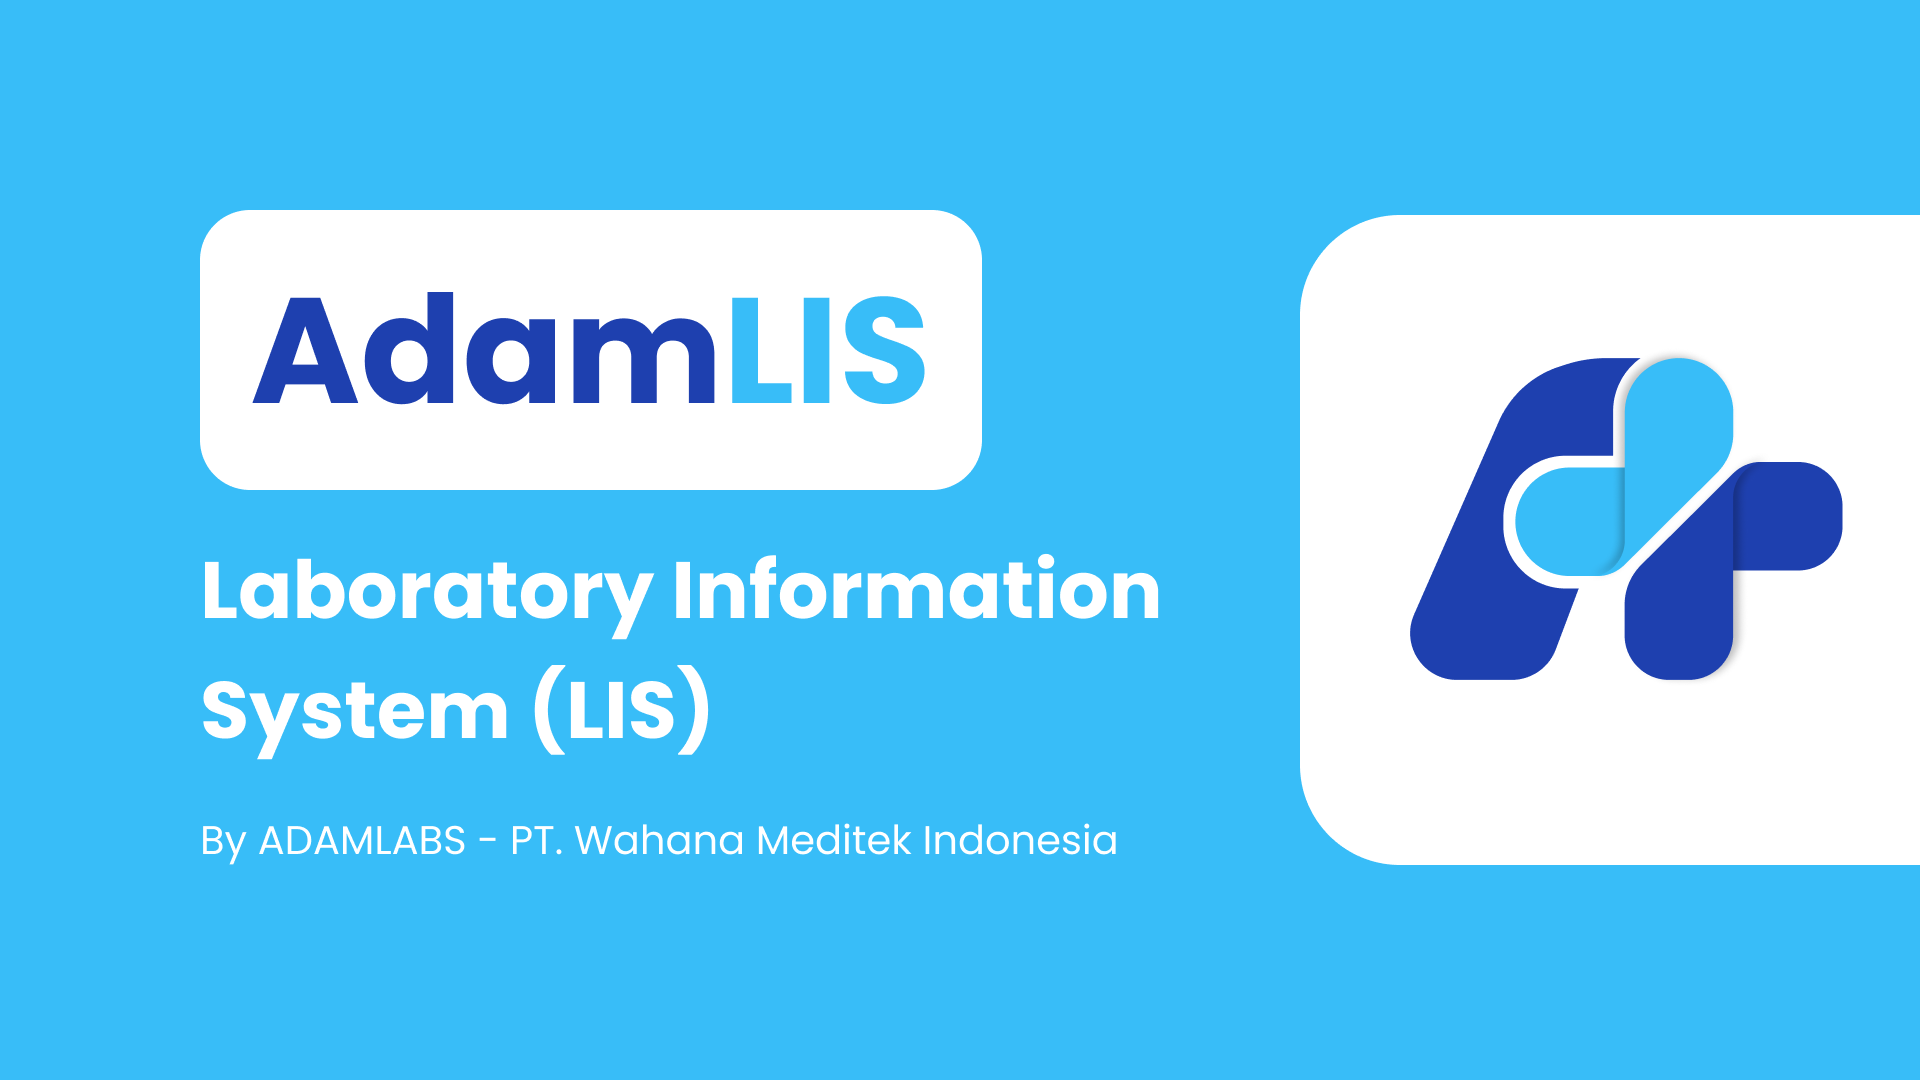 AdamLIS
Laboratory Information
System (LIS)
By ADAMLABS - PT. Wahana Meditek Indonesia